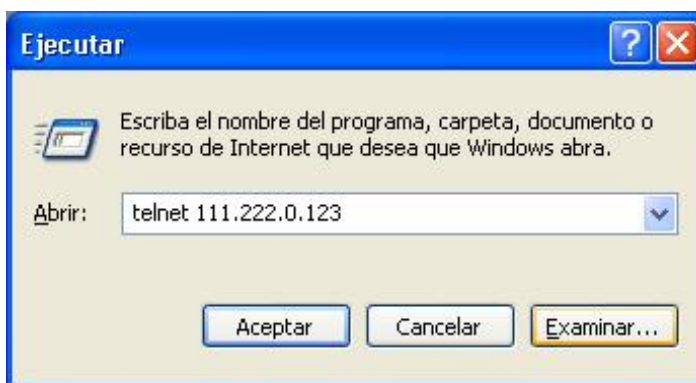 Ejecutar
Escriba el nombre del programa, carpeta, documento o
recurso de Internet que desea que Windows abra.
Abrir: telnet 111.222.0.123
Aceptar Cancelar Examinar...